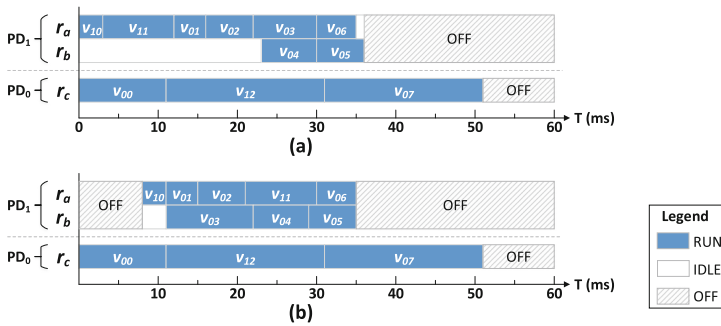 PD1 ra v10 v11 v01 v02 v03 v06 OFF
rb v04 v05
PD0 rc v00 v12 v07 OFF
0 10 20 30 40 50 60 T (ms)
(a)
PD1 ra OFF v10 v01 v02 v11 v06 OFF
rb v03 v04 v05
PD0 rc v00 v12 v07 OFF
10 20 30 40 50 60 T (ms)
(b)
Legend
RUN
IDLE
OFF